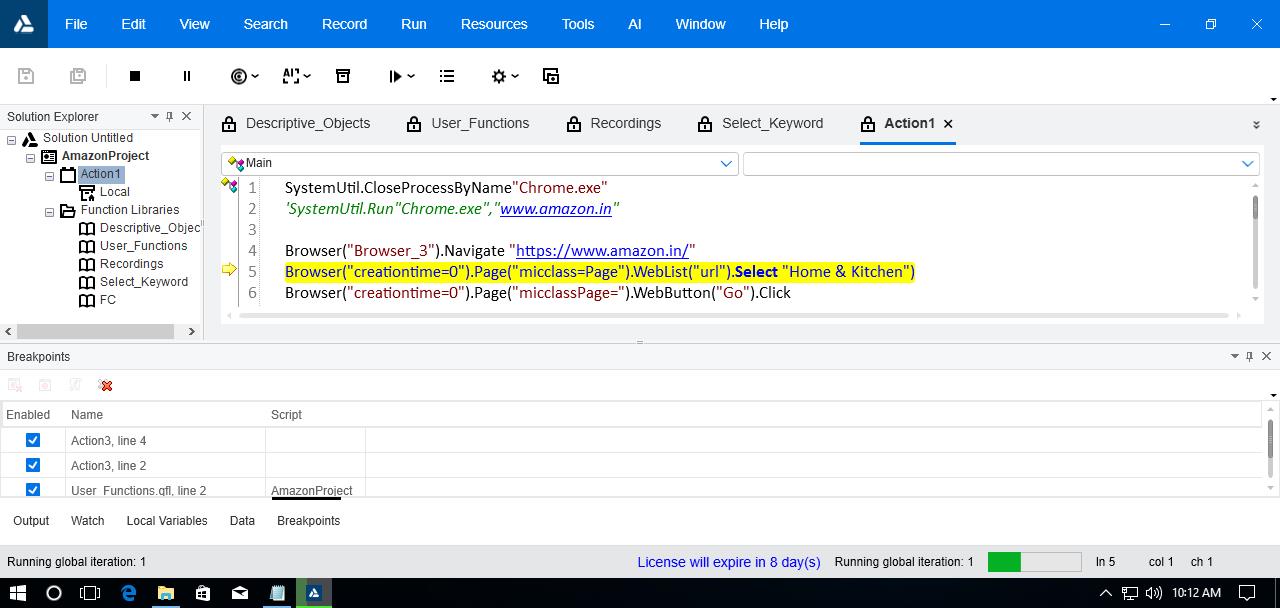 File Edit View Search Record Run Resources Tools AI Window Help
Solution Explorer
Solution Untitled
AmazonProject
Action1
Local
Function Libraries
Descriptive_Objec
User_Functions
Recordings
Select_Keyword
FC
Descriptive_Objects User_Functions Recordings Select_Keyword Action1
Main
1 SystemUtil.CloseProcessByName"Chrome.exe"
2 'SystemUtil.Run"Chrome.exe","www.amazon.in"
3
4 Browser("Browser_3").Navigate "https://www.amazon.in/"
5 Browser("creationtime=0").Page("micclass=Page").WebList("url").Select "Home & Kitchen")
6 Browser("creationtime=0").Page("micclassPage=").WebButton("Go").Click
Breakpoints
Enabled Name Script
Action3, line 4
Action3, line 2
User_Functions.qfl, line 2 AmazonProject
Output Watch Local Variables Data Breakpoints
Running global iteration: 1 License will expire in 8 day(s) Running global iteration: 1 ln 5 col 1 ch 1
10:12 AM